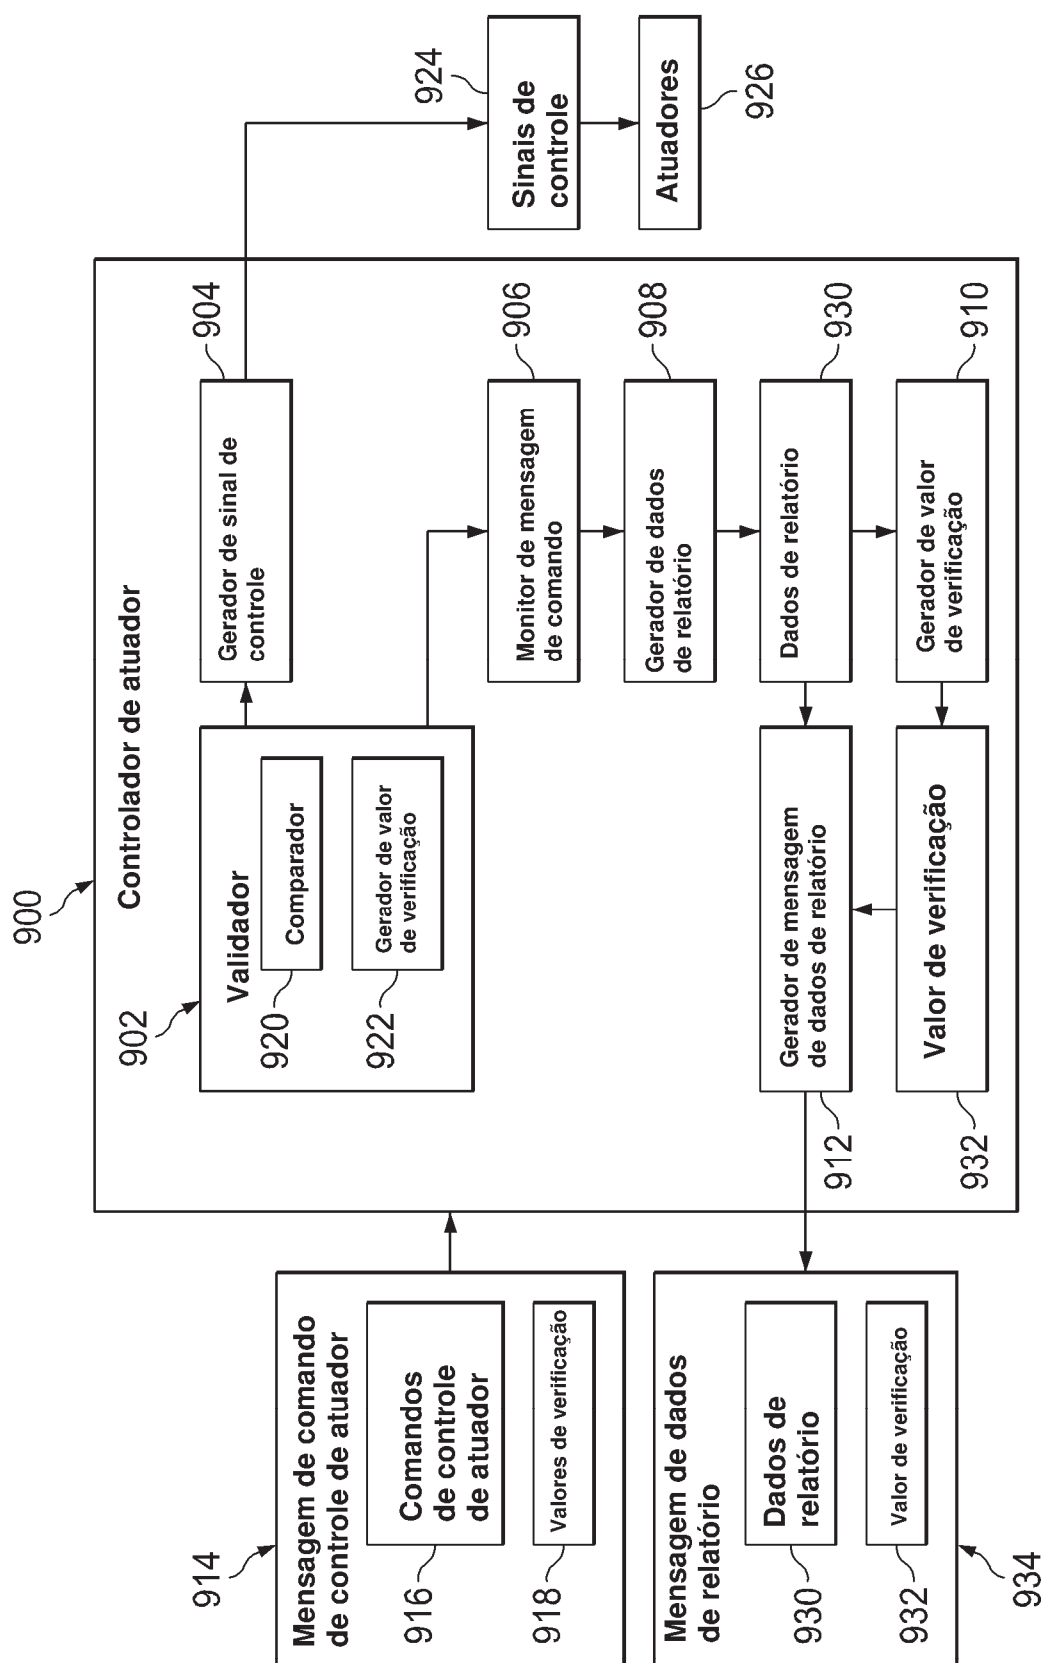 900
Controlador de atuador
914
Mensagem de comando
de controle de atuador
916
Comandos
de controle
de atuador
918
Valores de verificação
902
Validador
920
Comparador
922
Gerador de valor
de verificação
904
Gerador de sinal de
controle
924
Sinais de
controle
Atuadores
926
906
Monitor de mensagem
de comando
908
Gerador de dados
de relatório
930
Dados de relatório
910
Gerador de valor
de verificação
Gerador de mensagem
de dados de relatório
912
Valor de verificação
932
Mensagem de dados
de relatório
930
Dados de
relatório
932
Valor de verificação
934